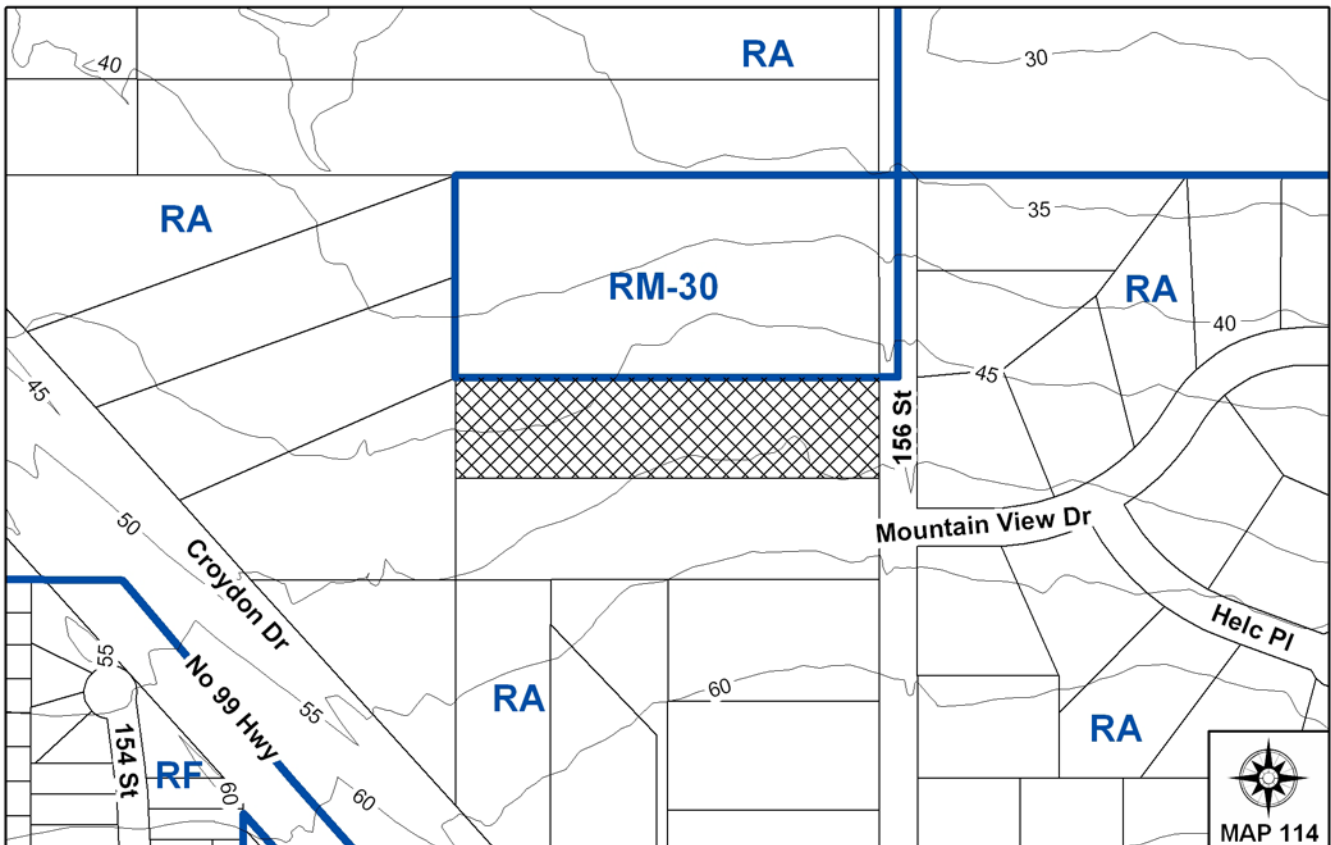 RA
40
30
RA
35
RM-30
RA
40
45
45
156 St
50
Mountain View Dr
Croydon Dr
Helc Pl
55
No 99 Hwy
RA
60
55
RA
154 St
RF
60
60
MAP 114